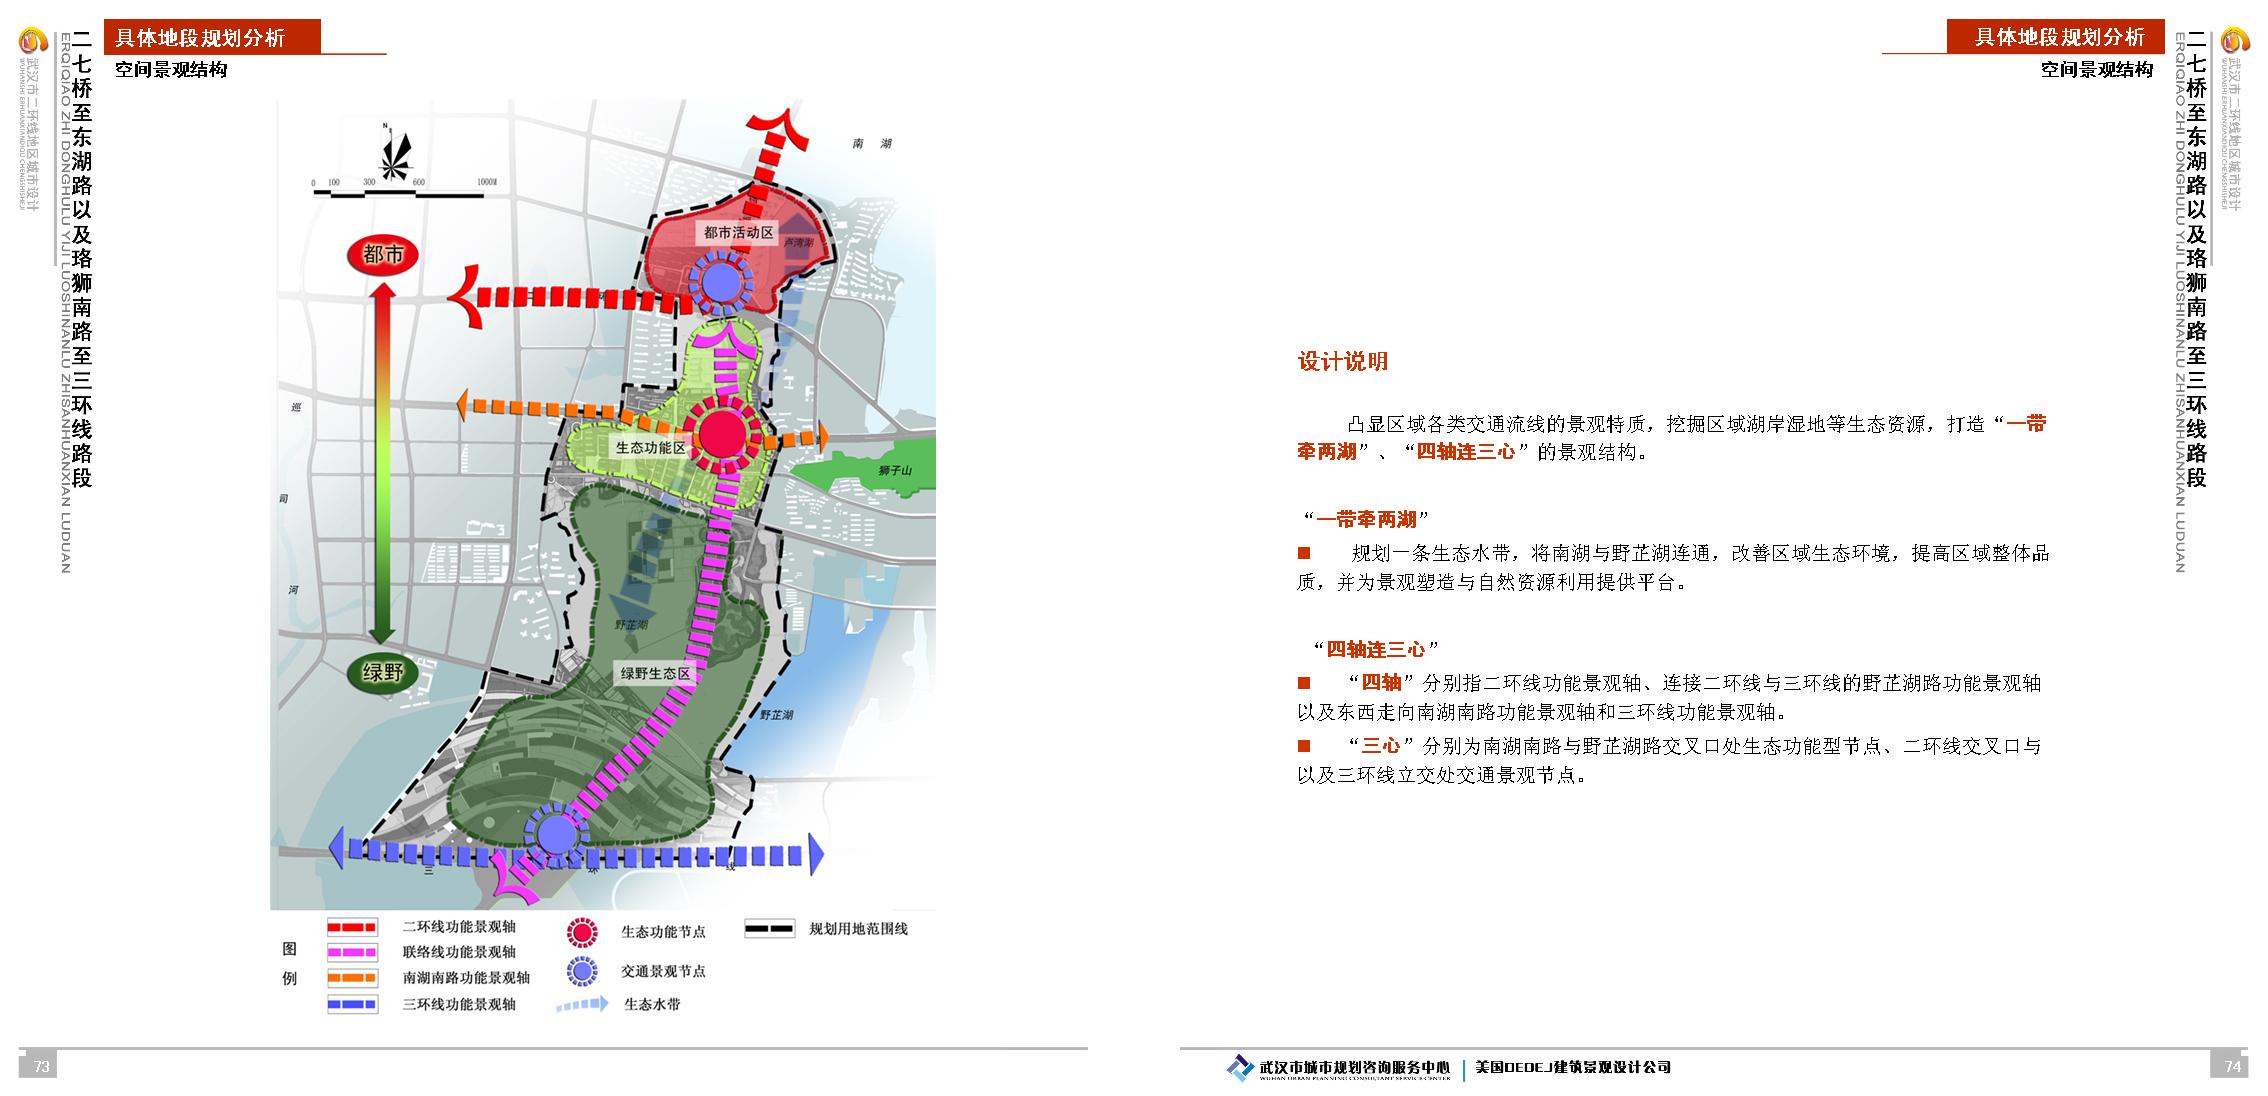 具体地段规划分析
空间景观结构
武汉市二环线地区城市设计
WUHANSHI ERHUANXIANDIQU CHENGSHISHEJI
二七桥至东湖路以及珞狮南路至三环线路段
ERQIQIAO ZHI DONGHULU YIJI LUOSHINANLU ZHISANHUANXIAN LUDUAN
N
0 100 300 600 1000M
南 湖
都市
都市活动区
卢湾湖
二 环
巡
司
河
生态功能区
狮子山
野芷湖
绿野
绿野生态区
野芷湖
三 环 线
图
例
二环线功能景观轴
联络线功能景观轴
南湖南路功能景观轴
三环线功能景观轴
生态功能节点
交通景观节点
生态水带
规划用地范围线
73
具体地段规划分析
空间景观结构
武汉市二环线地区城市设计
WUHANSHI ERHUANXIANDIQU CHENGSHISHEJI
二七桥至东湖路以及珞狮南路至三环线路段
ERQIQIAO ZHI DONGHULU YIJI LUOSHINANLU ZHISANHUANXIAN LUDUAN
设计说明
凸显区域各类交通流线的景观特质，挖掘区域湖岸湿地等生态资源，打造“一带
牵两湖”、“四轴连三心”的景观结构。
“一带牵两湖”
■ 规划一条生态水带，将南湖与野芷湖连通，改善区域生态环境，提高区域整体品
质，并为景观塑造与自然资源利用提供平台。
“四轴连三心”
■ “四轴”分别指二环线功能景观轴、连接二环线与三环线的野芷湖路功能景观轴
以及东西走向南湖南路功能景观轴和三环线功能景观轴。
■ “三心”分别为南湖南路与野芷湖路交叉口处生态功能型节点、二环线交叉口与
以及三环线立交处交通景观节点。
武汉市城市规划咨询服务中心
WUHAN URBAN PLANNING CONSULTANT SERVICE CENTER
美国DEDEJ建筑景观设计公司
74